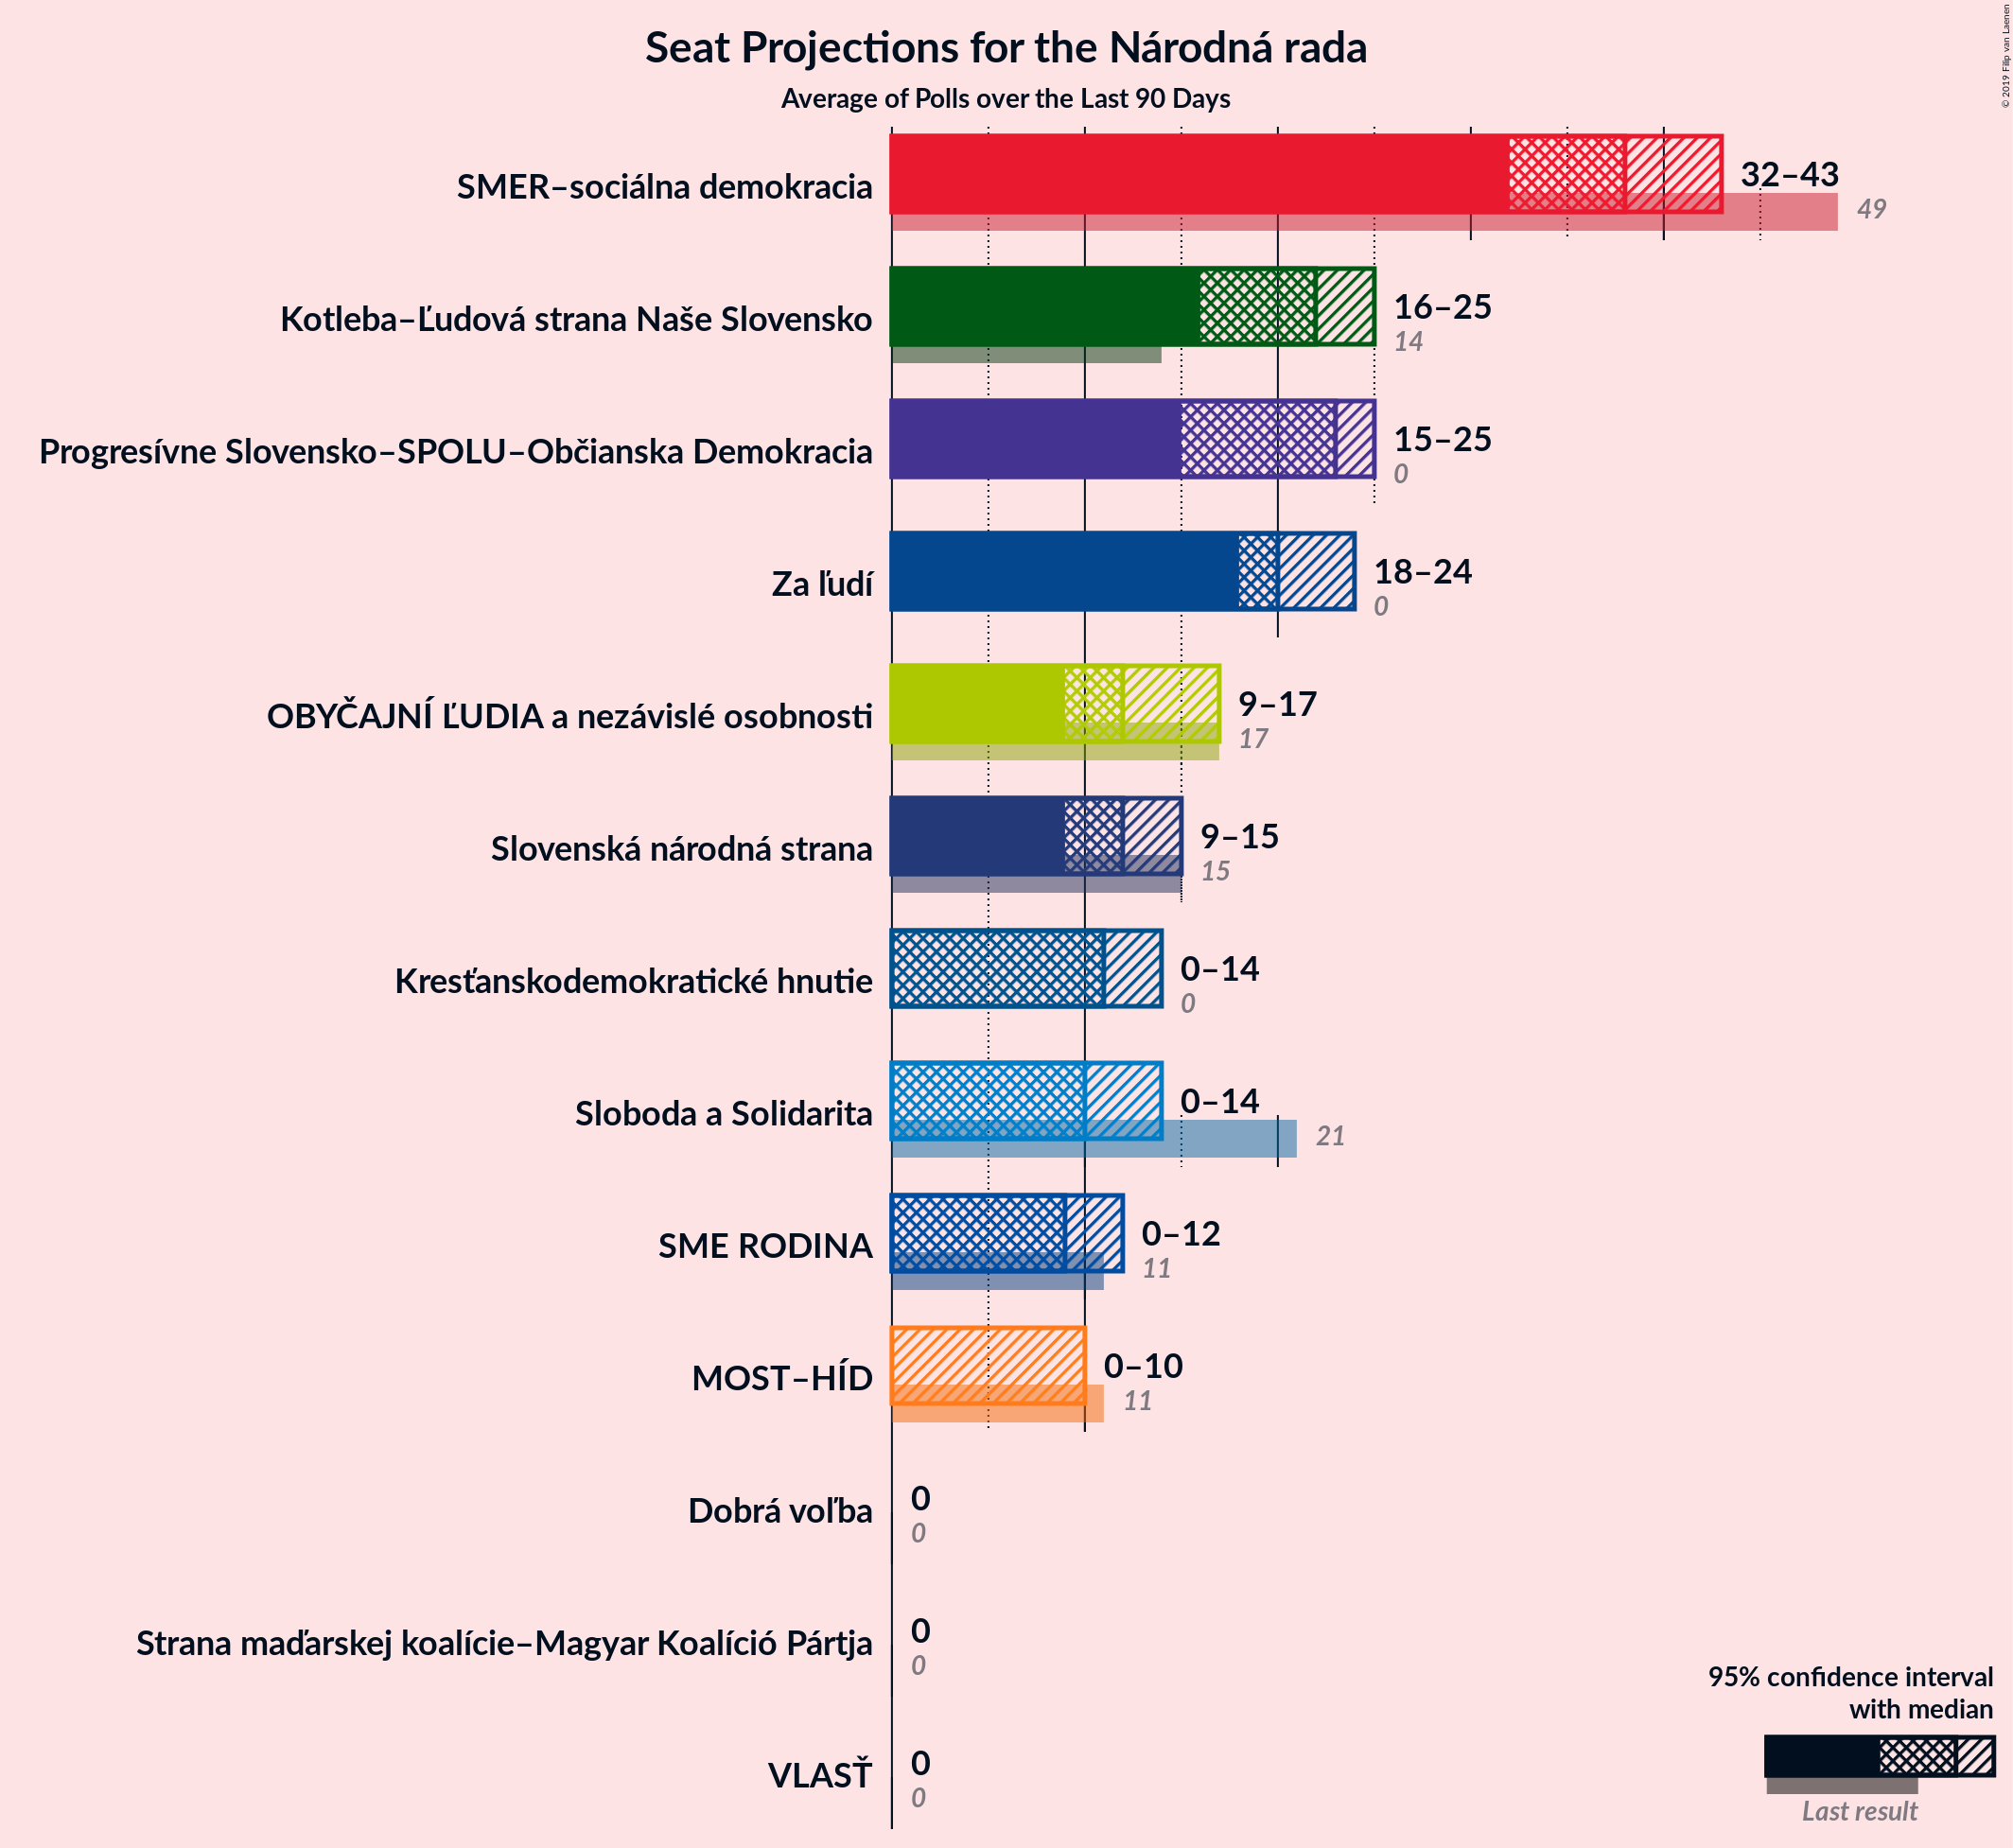 Seat Projections for the Národná rada
Average of Polls over the Last 90 Days
© 2019 Filip van Laenen
SMER–sociálna demokracia
32–43
49
Kotleba–Ľudová strana Naše Slovensko
16–25
14
Progresívne Slovensko–SPOLU–Občianska Demokracia
15–25
0
Za ľudí
18–24
0
OBYČAJNÍ ĽUDIA a nezávislé osobnosti
9–17
17
Slovenská národná strana
9–15
15
Kresťanskodemokratické hnutie
0–14
0
Sloboda a Solidarita
0–14
21
SME RODINA
0–12
11
MOST–HÍD
0–10
11
Dobrá voľba
0
0
Strana maďarskej koalície–Magyar Koalíció Pártja
0
0
VLASŤ
0
0
95% confidence interval
with median
Last result